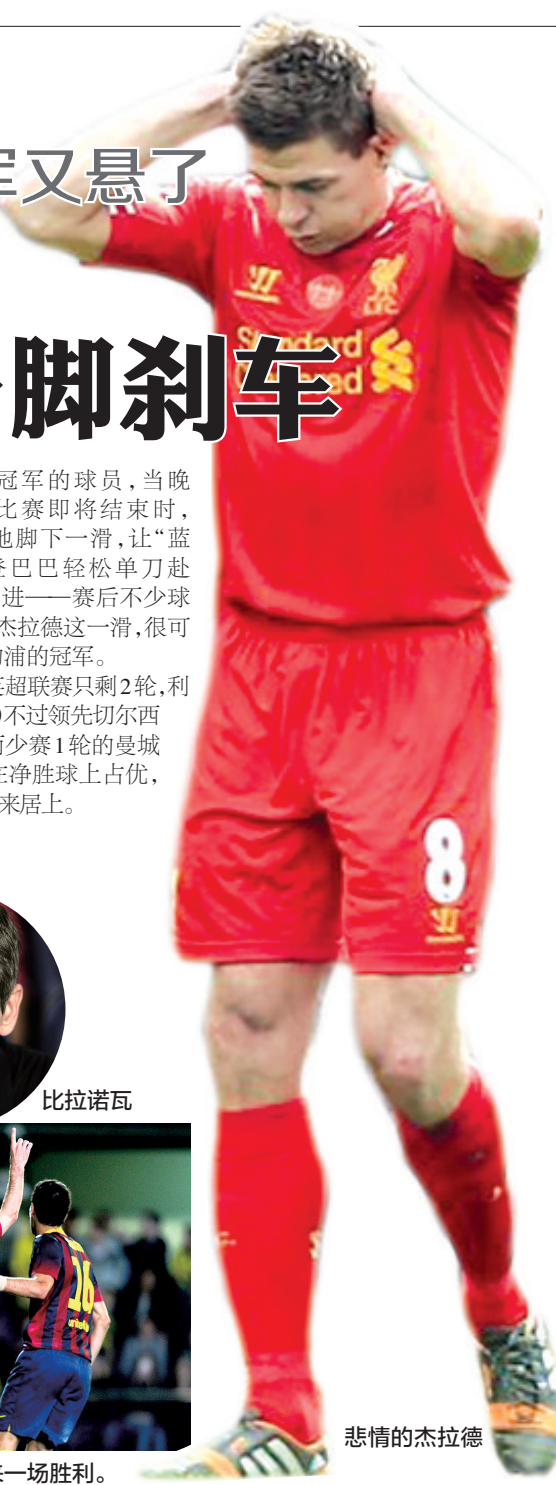 军又悬了
脚刹车
冠军的球员，当晚
比赛即将结束时，
他脚下一滑，让“蓝
登巴巴轻松单刀赴
进——赛后不少球
杰拉德这一滑，很可
物浦的冠军。
英超联赛只剩2轮，利
不过领先切尔西
而少赛1轮的曼城
在净胜球上占优，
来居上。
LFC
Standard
Chartered
8
比拉诺瓦
16
悲情的杰拉德
一场胜利。